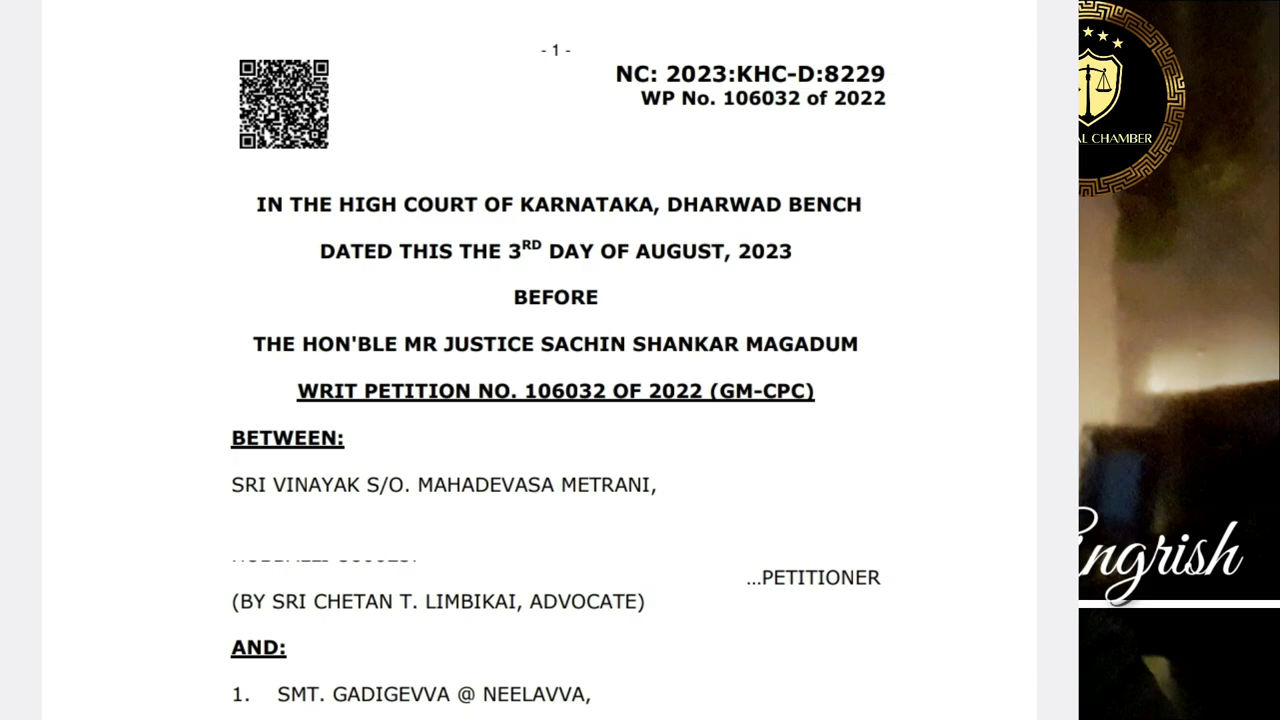 - 1 -
NC: 2023:KHC-D:8229
WP No. 106032 of 2022
IN THE HIGH COURT OF KARNATAKA, DHARWAD BENCH
DATED THIS THE 3RD DAY OF AUGUST, 2023
BEFORE
THE HON'BLE MR JUSTICE SACHIN SHANKAR MAGADUM
WRIT PETITION NO. 106032 OF 2022 (GM-CPC)
BETWEEN:
SRI VINAYAK S/O. MAHADEVASA METRANI,
...PETITIONER
(BY SRI CHETAN T. LIMBIKAI, ADVOCATE)
AND:
1. SMT. GADIGEVVA @ NEELAVVA,
AL CHAMBER
ngrish